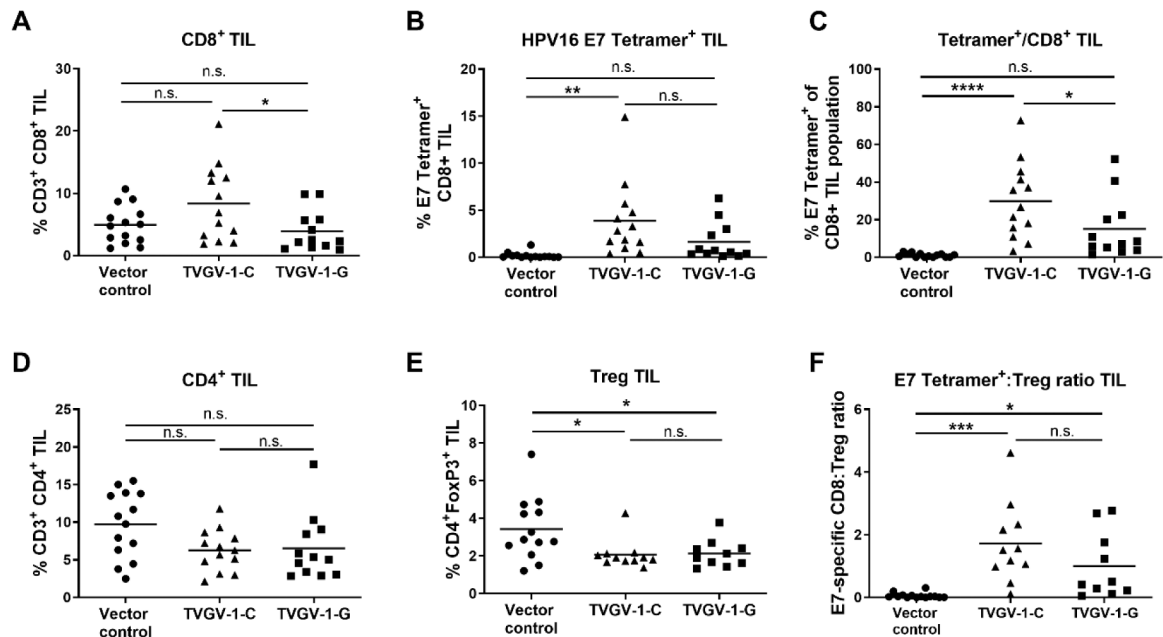 A
CD8⁺ TIL
% CD3⁺ CD8⁺ TIL
30
20
10
0
n.s.
n.s.
*
Vector
control
TVGV-1-C
TVGV-1-G
B
HPV16 E7 Tetramer⁺ TIL
% E7 Tetramer⁺
CD8+ TIL
20
15
10
5
0
n.s.
**
n.s.
Vector
control
TVGV-1-C
TVGV-1-G
C
Tetramer⁺/CD8⁺ TIL
% E7 Tetramer⁺ of
CD8+ TIL population
100
80
60
40
20
0
n.s.
****
*
Vector
control
TVGV-1-C
TVGV-1-G
D
CD4⁺ TIL
% CD3⁺ CD4⁺ TIL
25
20
15
10
5
0
n.s.
n.s.
n.s.
Vector
control
TVGV-1-C
TVGV-1-G
E
Treg TIL
% CD4⁺FoxP3⁺ TIL
10
8
6
4
2
0
*
*
n.s.
Vector
control
TVGV-1-C
TVGV-1-G
F
E7 Tetramer⁺:Treg ratio TIL
E7-specific CD8:Treg ratio
6
4
2
0
*
***
n.s.
Vector
control
TVGV-1-C
TVGV-1-G